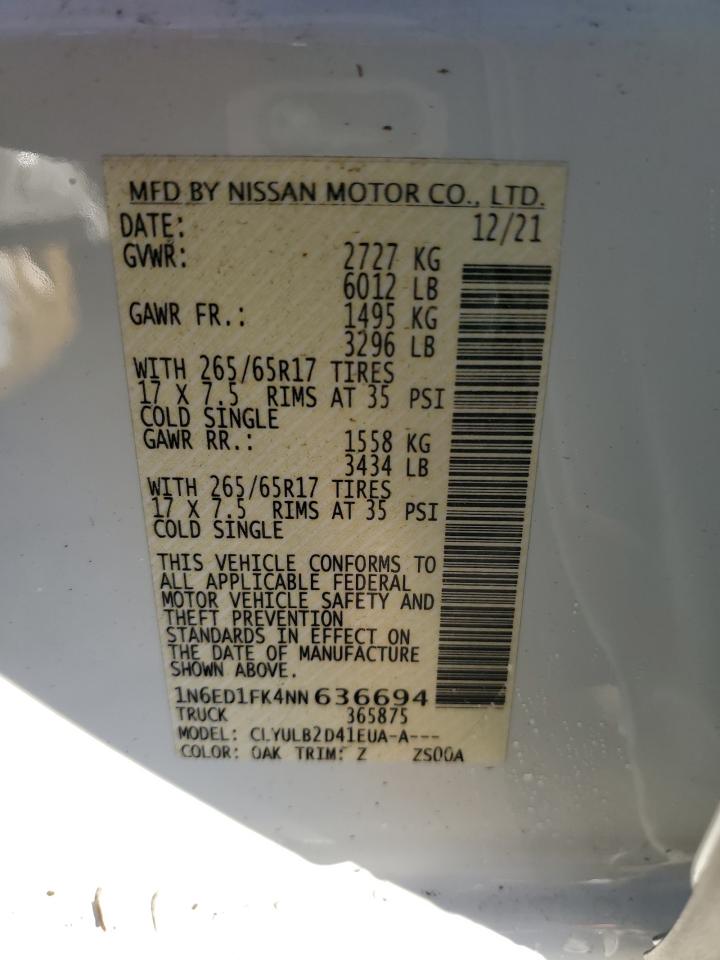 MFD BY NISSAN MOTOR CO., LTD.
DATE: 12/21
GVWR: 2727 KG
6012 LB
GAWR FR.: 1495 KG
3296 LB
WITH 265/65R17 TIRES
17 X 7.5 RIMS AT 35 PSI
COLD SINGLE
GAWR RR.: 1558 KG
3434 LB
WITH 265/65R17 TIRES
17 X 7.5 RIMS AT 35 PSI
COLD SINGLE
THIS VEHICLE CONFORMS TO
ALL APPLICABLE FEDERAL
MOTOR VEHICLE SAFETY AND
THEFT PREVENTION
STANDARDS IN EFFECT ON
THE DATE OF MANUFACTURE
SHOWN ABOVE.
1N6ED1FK4NN636694
TRUCK 365875
MODEL: CLYULB2D41EUA-A---
COLOR: QAK TRIM: Z ZS00A